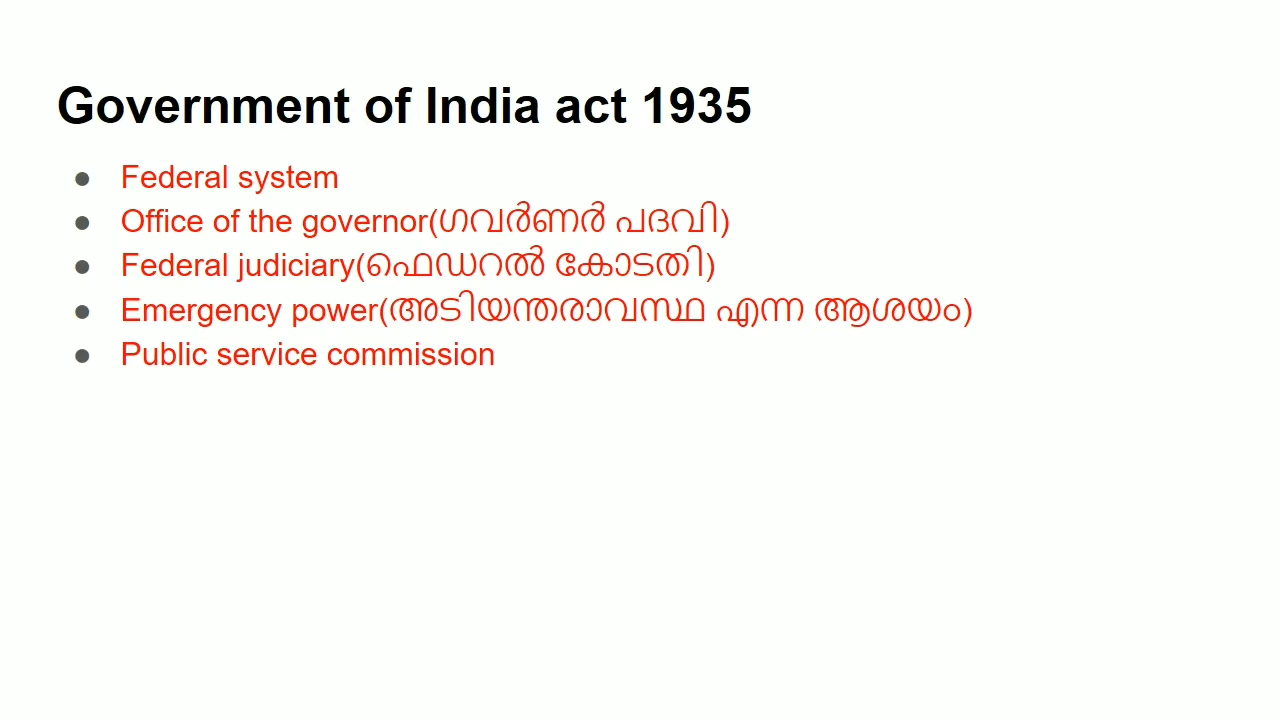 Government of India act 1935
● Federal system
● Office of the governor(ഗവർണർ പദവി)
● Federal judiciary(ഫെഡറൽ കോടതി)
● Emergency power(അടിയന്തരാവസ്ഥ എന്ന ആശയം)
● Public service commission